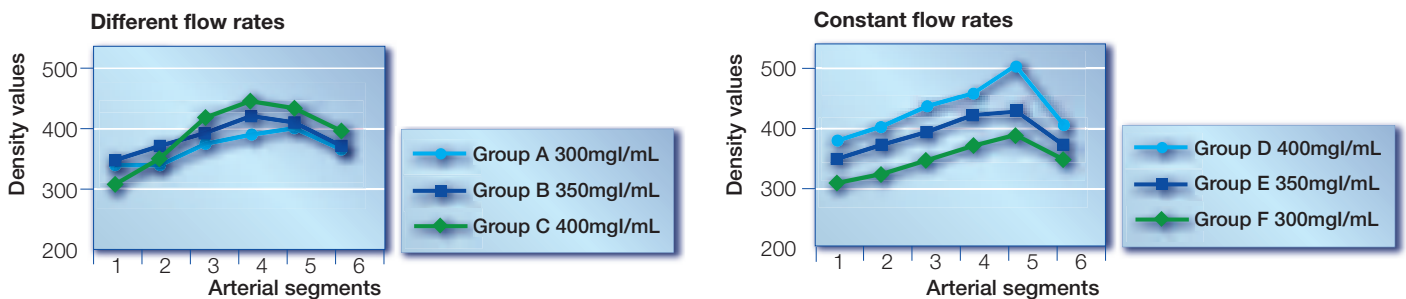 Different flow rates
Density values
500
400
300
200
1 2 3 4 5 6
Arterial segments
Group A 300mgI/mL
Group B 350mgI/mL
Group C 400mgI/mL
Constant flow rates
Density values
500
400
300
200
1 2 3 4 5 6
Arterial segments
Group D 400mgI/mL
Group E 350mgI/mL
Group F 300mgI/mL